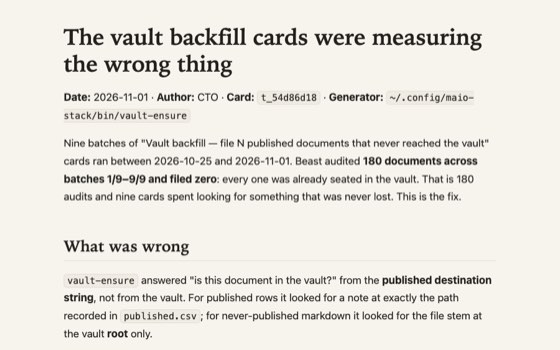 The vault backfill cards were measuring
the wrong thing
Date: 2026-11-01 · Author: CTO · Card: t_54d86d18 · Generator: ~/.config/maio-
stack/bin/vault-ensure
Nine batches of "Vault backfill — file N published documents that never reached the vault"
cards ran between 2026-10-25 and 2026-11-01. Beast audited 180 documents across
batches 1/9–9/9 and filed zero: every one was already seated in the vault. That is 180
audits and nine cards spent looking for something that was never lost. This is the fix.
What was wrong
vault-ensure answered "is this document in the vault?" from the published destination
string, not from the vault. For published rows it looked for a note at exactly the path
recorded in published.csv; for never-published markdown it looked for the file stem at
the vault root only.